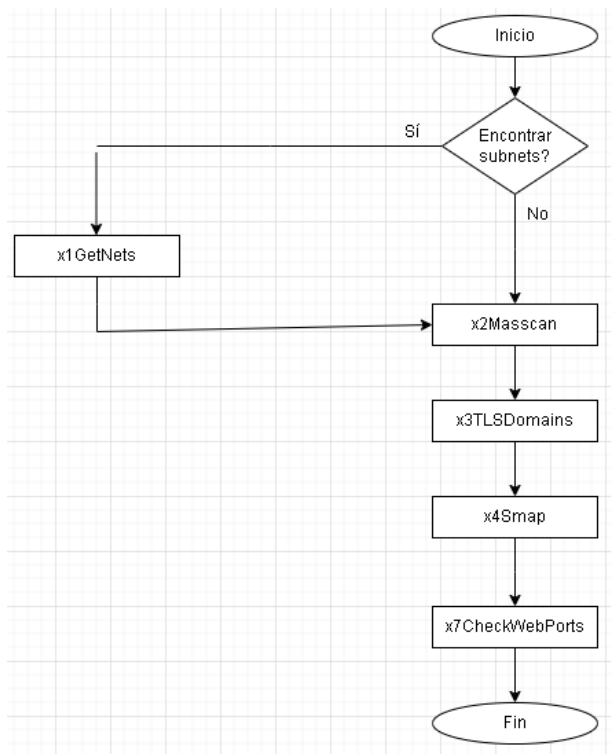 Inicio
Encontrar
subnets?
Sí
No
x1GetNets
x2Masscan
x3TLSDomains
x4Smap
x7CheckWebPorts
Fin